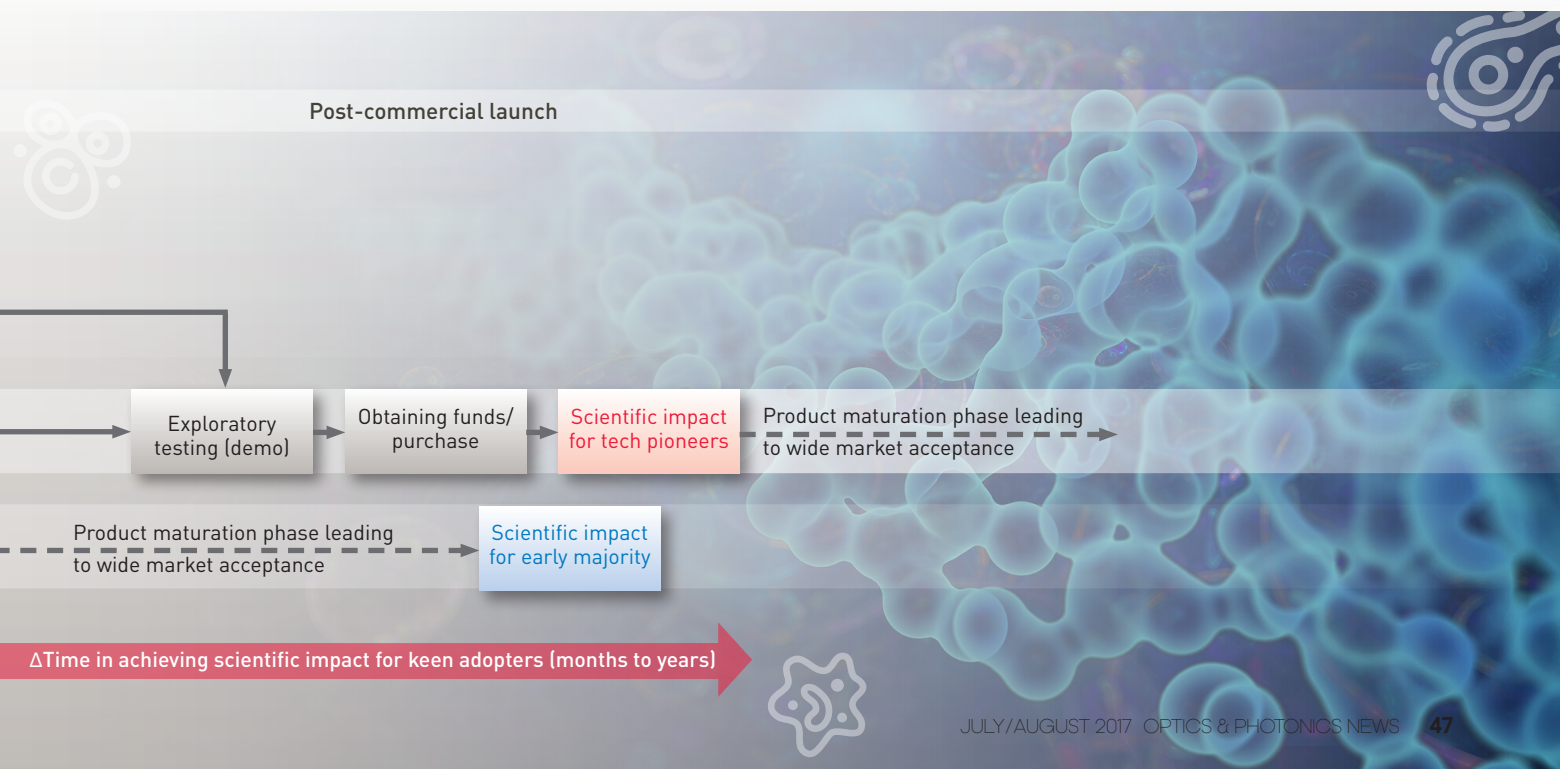 Post-commercial launch
Exploratory
testing (demo)
Obtaining funds/
purchase
Scientific impact
for tech pioneers
Product maturation phase leading
to wide market acceptance
Product maturation phase leading
to wide market acceptance
Scientific impact
for early majority
ΔTime in achieving scientific impact for keen adopters (months to years)
JULY/AUGUST 2017 OPTICS & PHOTONICS NEWS 47